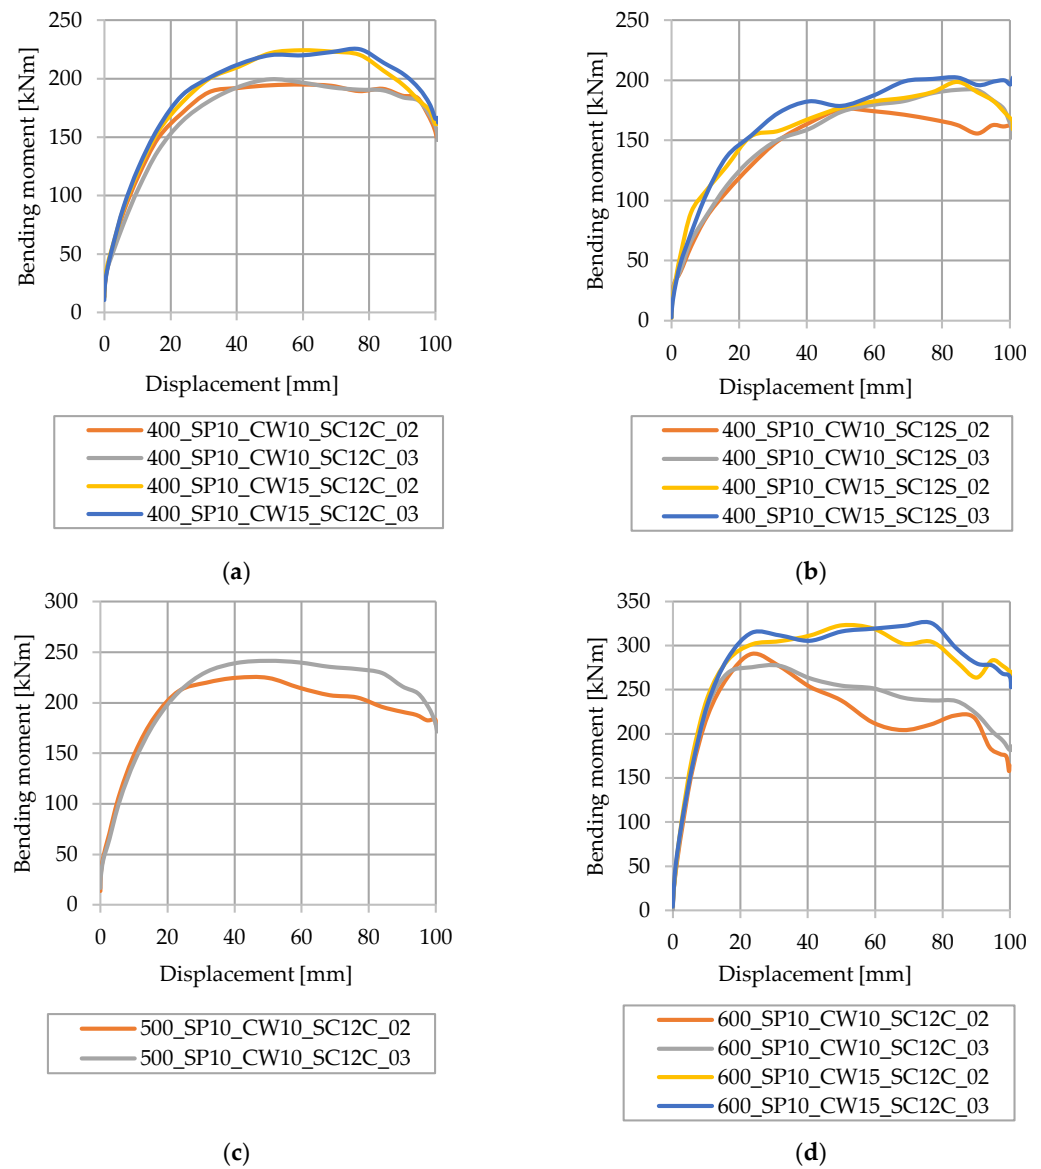 Bending moment [kNm]
250
200
150
100
50
0
0 20 40 60 80 100
Displacement [mm]
400_SP10_CW10_SC12C_02
400_SP10_CW10_SC12C_03
400_SP10_CW15_SC12C_02
400_SP10_CW15_SC12C_03
(a)
Bending moment [kNm]
250
200
150
100
50
0
0 20 40 60 80 100
Displacement [mm]
400_SP10_CW10_SC12S_02
400_SP10_CW10_SC12S_03
400_SP10_CW15_SC12S_02
400_SP10_CW15_SC12S_03
(b)
Bending moment [kNm]
300
250
200
150
100
50
0
0 20 40 60 80 100
Displacement [mm]
500_SP10_CW10_SC12C_02
500_SP10_CW10_SC12C_03
(c)
Bending moment [kNm]
350
300
250
200
150
100
50
0
0 20 40 60 80 100
Displacement [mm]
600_SP10_CW10_SC12C_02
600_SP10_CW10_SC12C_03
600_SP10_CW15_SC12C_02
600_SP10_CW15_SC12C_03
(d)